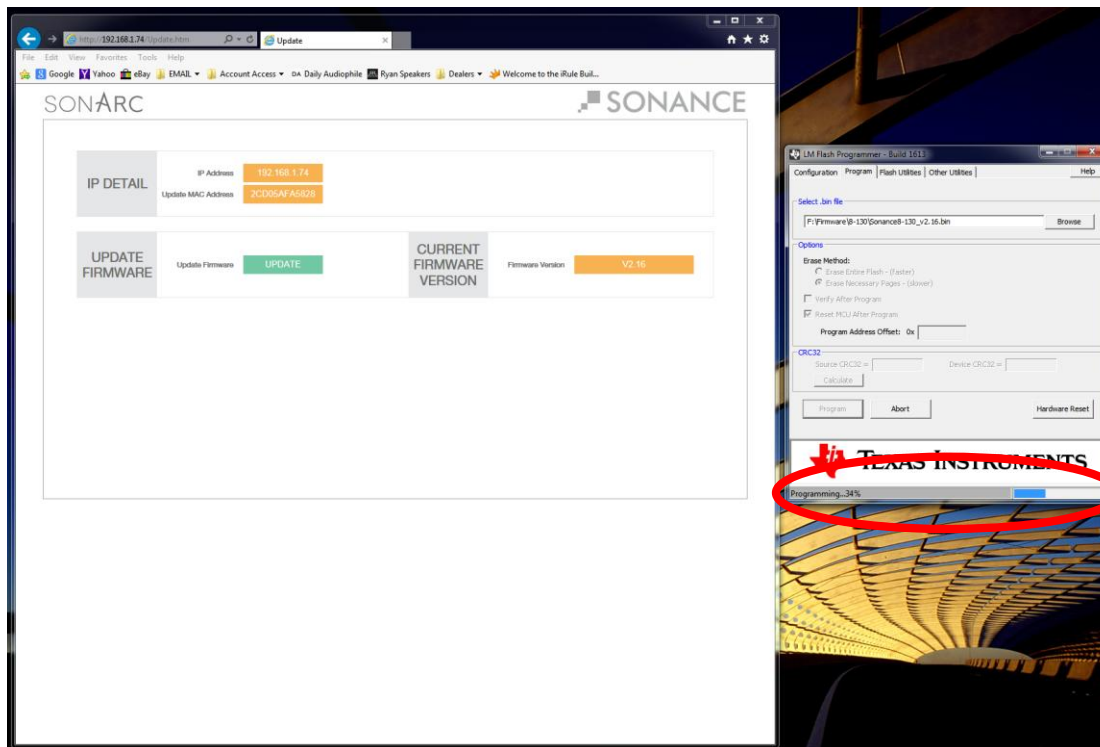 http://192.168.1.74/Update.htm
Update
File Edit View Favorites Tools Help
Google Yahoo eBay EMAIL Account Access DA Daily Audiophile Ryan Speakers Dealers Welcome to the iRule Buil...
SONARC
SONANCE
IP DETAIL
IP Address 192.168.1.74
Update MAC Address 2CD05AFA5828
UPDATE FIRMWARE
Update Firmware UPDATE
CURRENT FIRMWARE VERSION
Firmware Version V2.16
LM Flash Programmer - Build 1613
Configuration Program Flash Utilities Other Utilities Help
Select .bin file
F:\Firmware\8-130\Sonance8-130_v2.16.bin Browse
Options
Erase Method:
Erase Entire Flash - (faster)
Erase Necessary Pages - (slower)
Verify After Program
Reset MCU After Program
Program Address Offset: 0x
CRC32
Source CRC32 = Device CRC32 =
Calculate
Program Abort Hardware Reset
TEXAS INSTRUMENTS
Programming...34%